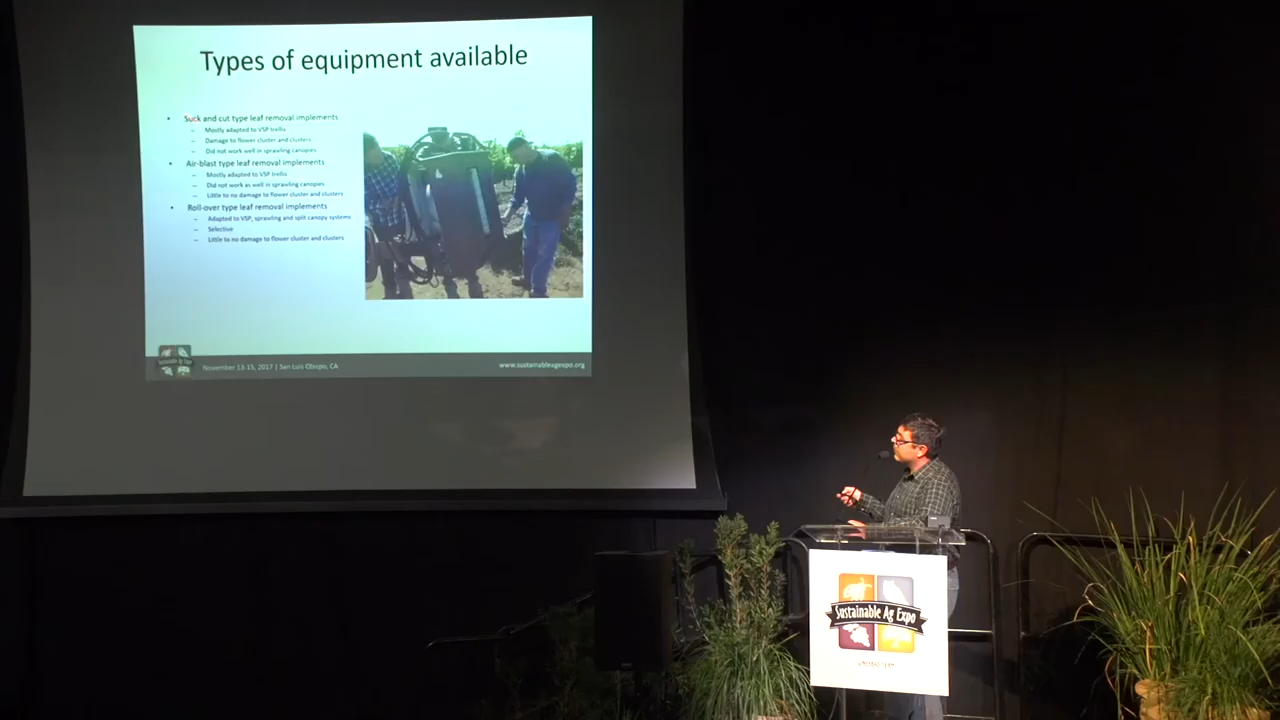 Types of equipment available
• Suck and cut type leaf removal implements
– Mostly adapted to VSP trellis
– Damage to flower cluster and clusters
– Did not work well in sprawling canopies
• Air-blast type leaf removal implements
– Mostly adapted to VSP trellis
– Did not work as well in sprawling canopies
– Little to no damage to flower cluster and clusters
• Roll-over type leaf removal implements
– Adapted to VSP, sprawling and split canopy systems
– Selective
– Little to no damage to flower cluster and clusters
Sustainable Ag Expo
November 13-15, 2017 | San Luis Obispo, CA
www.sustainableagexpo.org
Sustainable Ag Expo